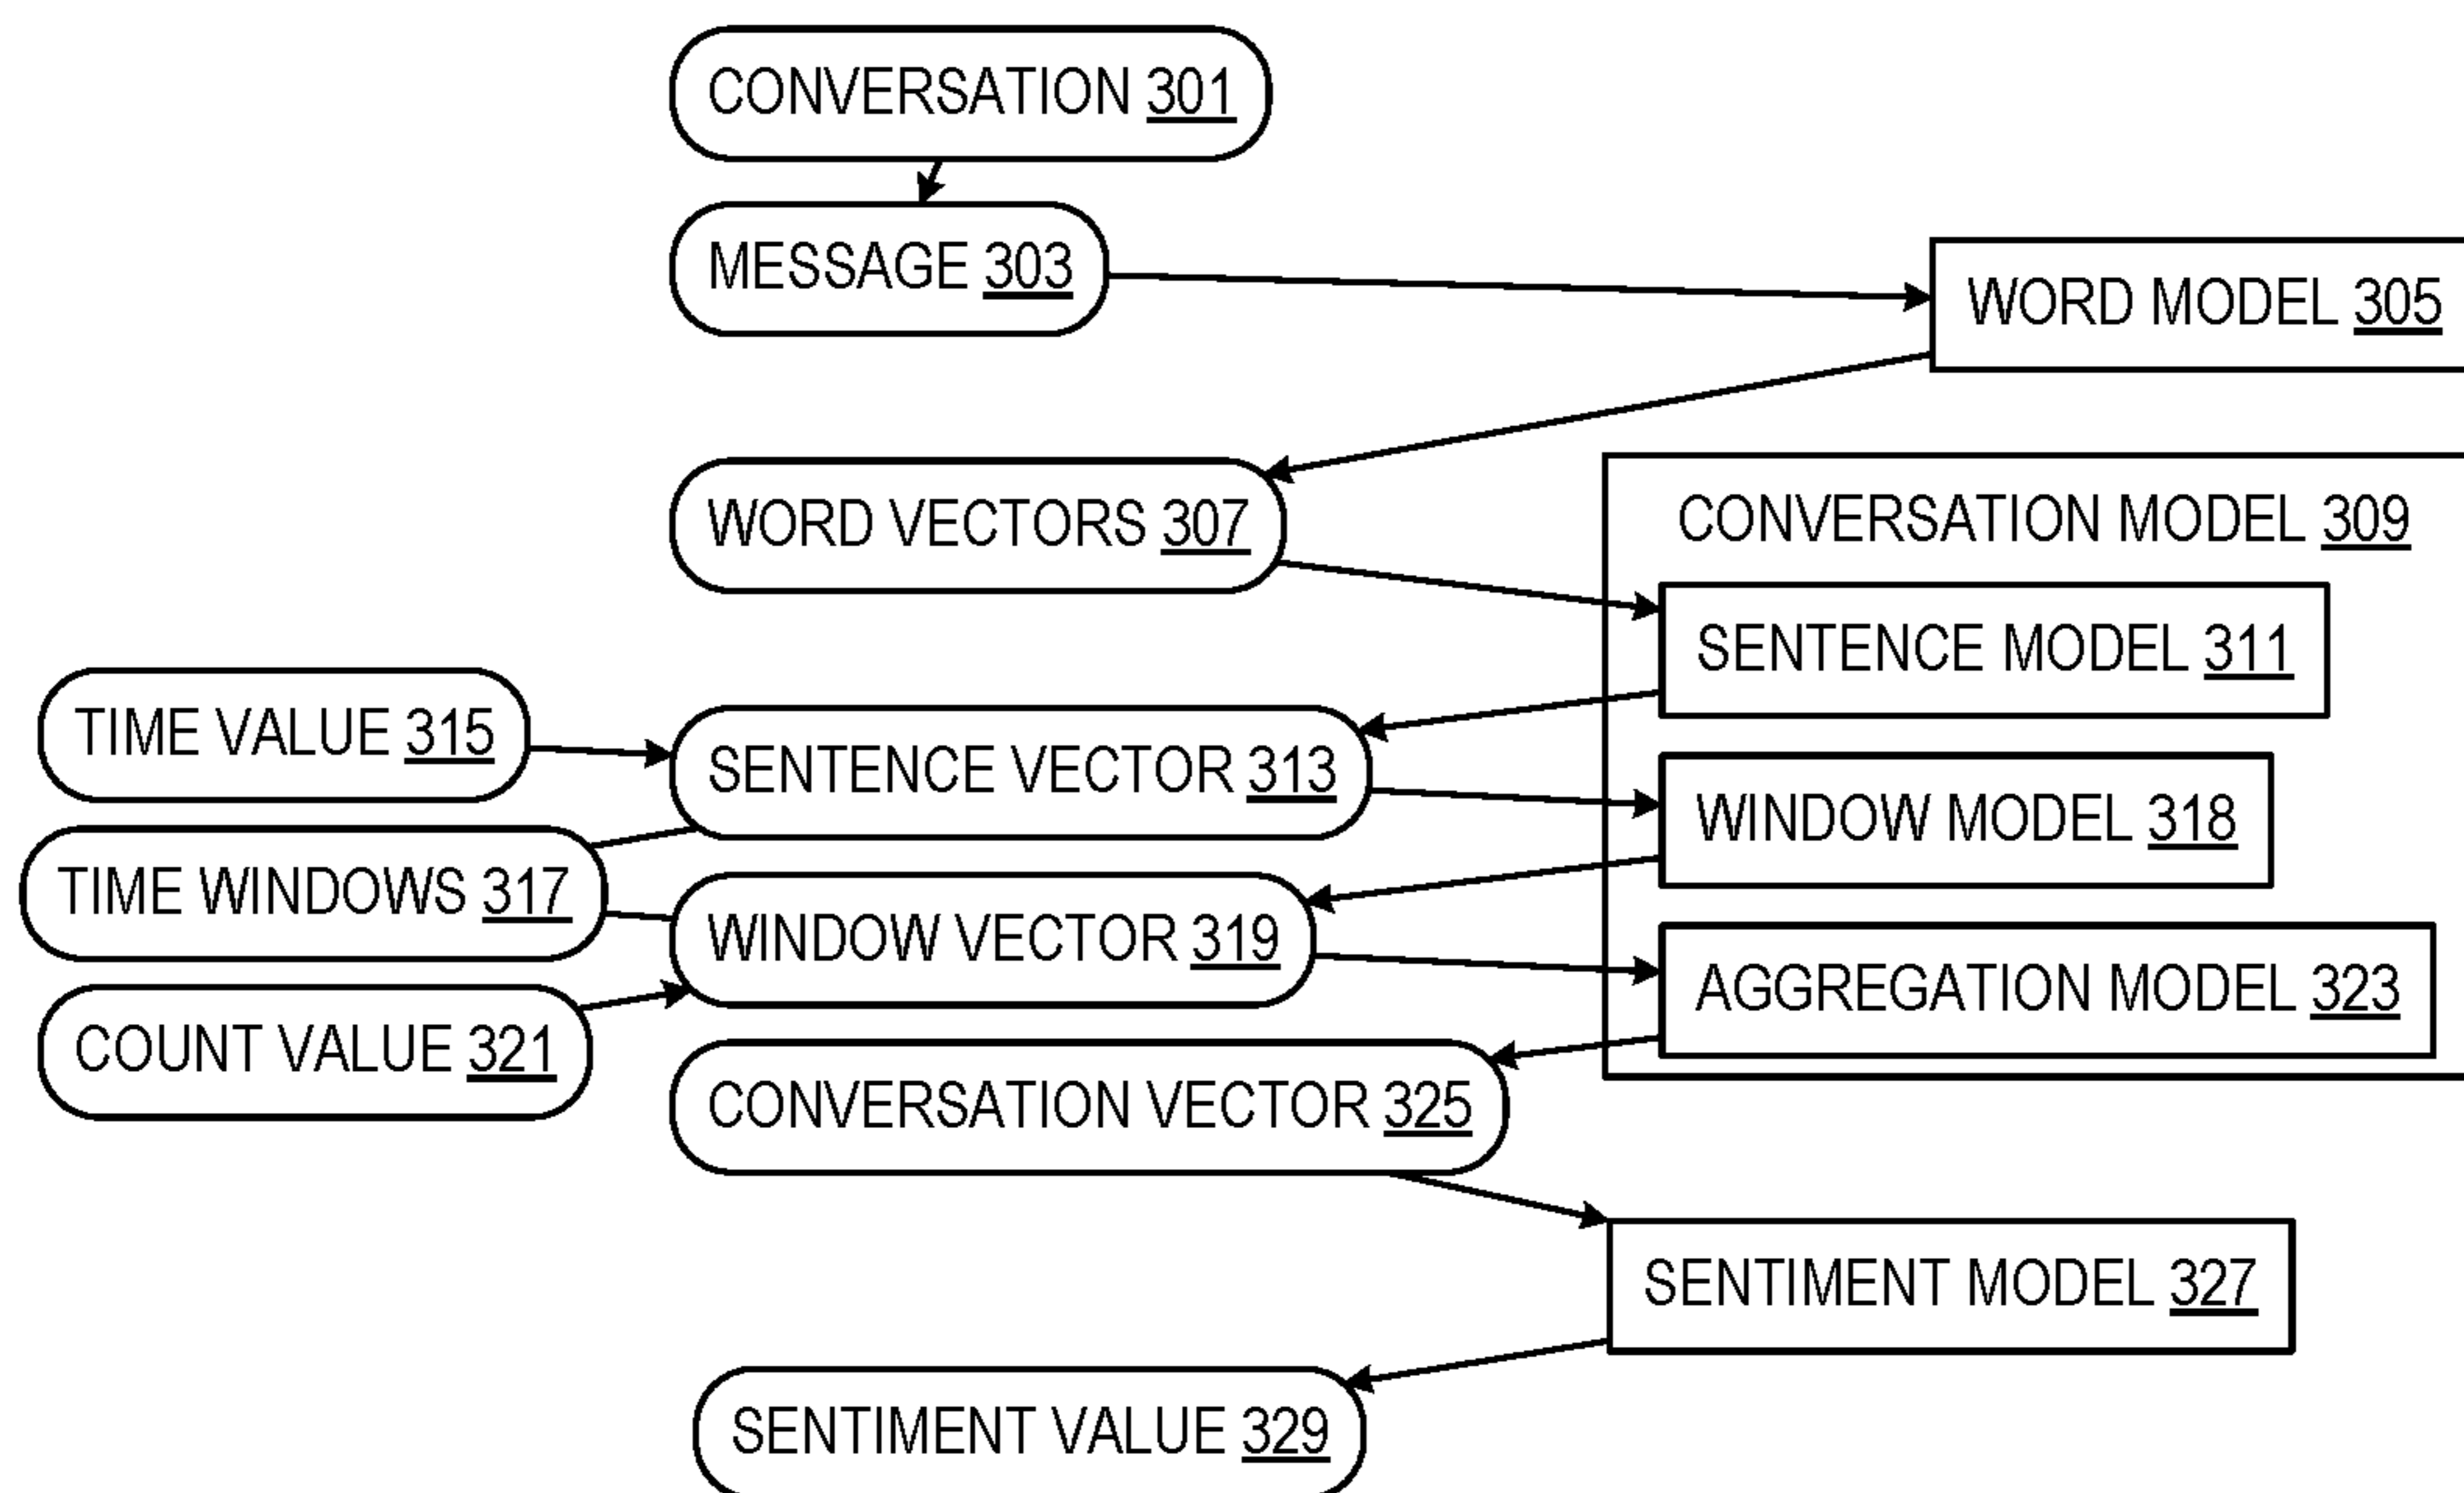 CONVERSATION 301
MESSAGE 303
WORD MODEL 305
WORD VECTORS 307
CONVERSATION MODEL 309
SENTENCE MODEL 311
TIME VALUE 315
SENTENCE VECTOR 313
WINDOW MODEL 318
TIME WINDOWS 317
WINDOW VECTOR 319
AGGREGATION MODEL 323
COUNT VALUE 321
CONVERSATION VECTOR 325
SENTIMENT MODEL 327
SENTIMENT VALUE 329